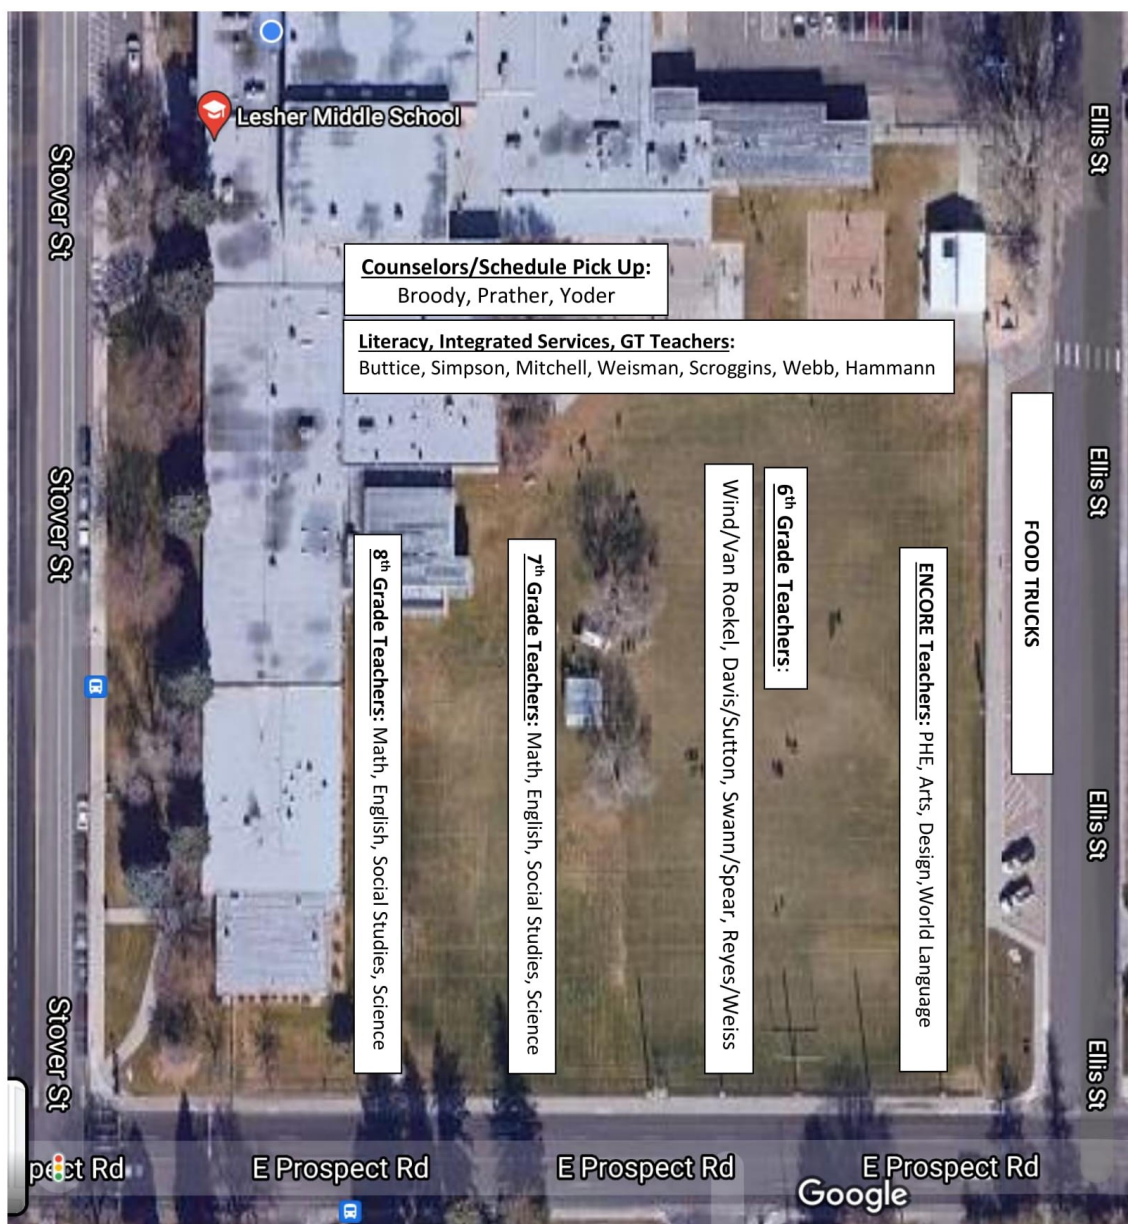 Lesher Middle School
Stover St
Ellis St
Counselors/Schedule Pick Up:
Broody, Prather, Yoder
Literacy, Integrated Services, GT Teachers:
Buttice, Simpson, Mitchell, Weisman, Scroggins, Webb, Hammann
8th Grade Teachers: Math, English, Social Studies, Science
7th Grade Teachers: Math, English, Social Studies, Science
6th Grade Teachers:
Wind/Van Roekel, Davis/Sutton, Swann/Spear, Reyes/Weiss
ENCORE Teachers: PHE, Arts, Design,World Language
FOOD TRUCKS
Stover St
Ellis St
Ellis St
Stover St
Ellis St
pect Rd
E Prospect Rd
E Prospect Rd
E Prospect Rd
Google